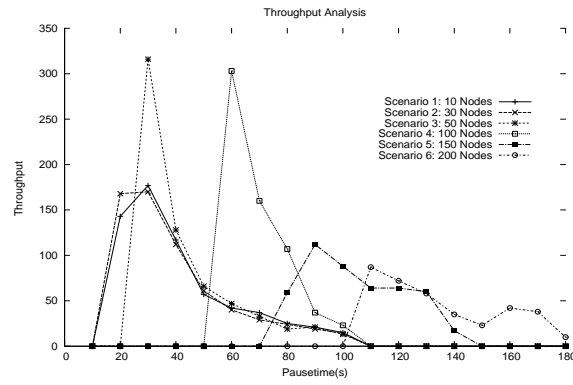 Throughput Analysis
350
300
250
200
150
100
50
0
Throughput
Scenario 1: 10 Nodes
Scenario 2: 30 Nodes
Scenario 3: 50 Nodes
Scenario 4: 100 Nodes
Scenario 5: 150 Nodes
Scenario 6: 200 Nodes
0 20 40 60 80 100 120 140 160 180
Pausetime(s)